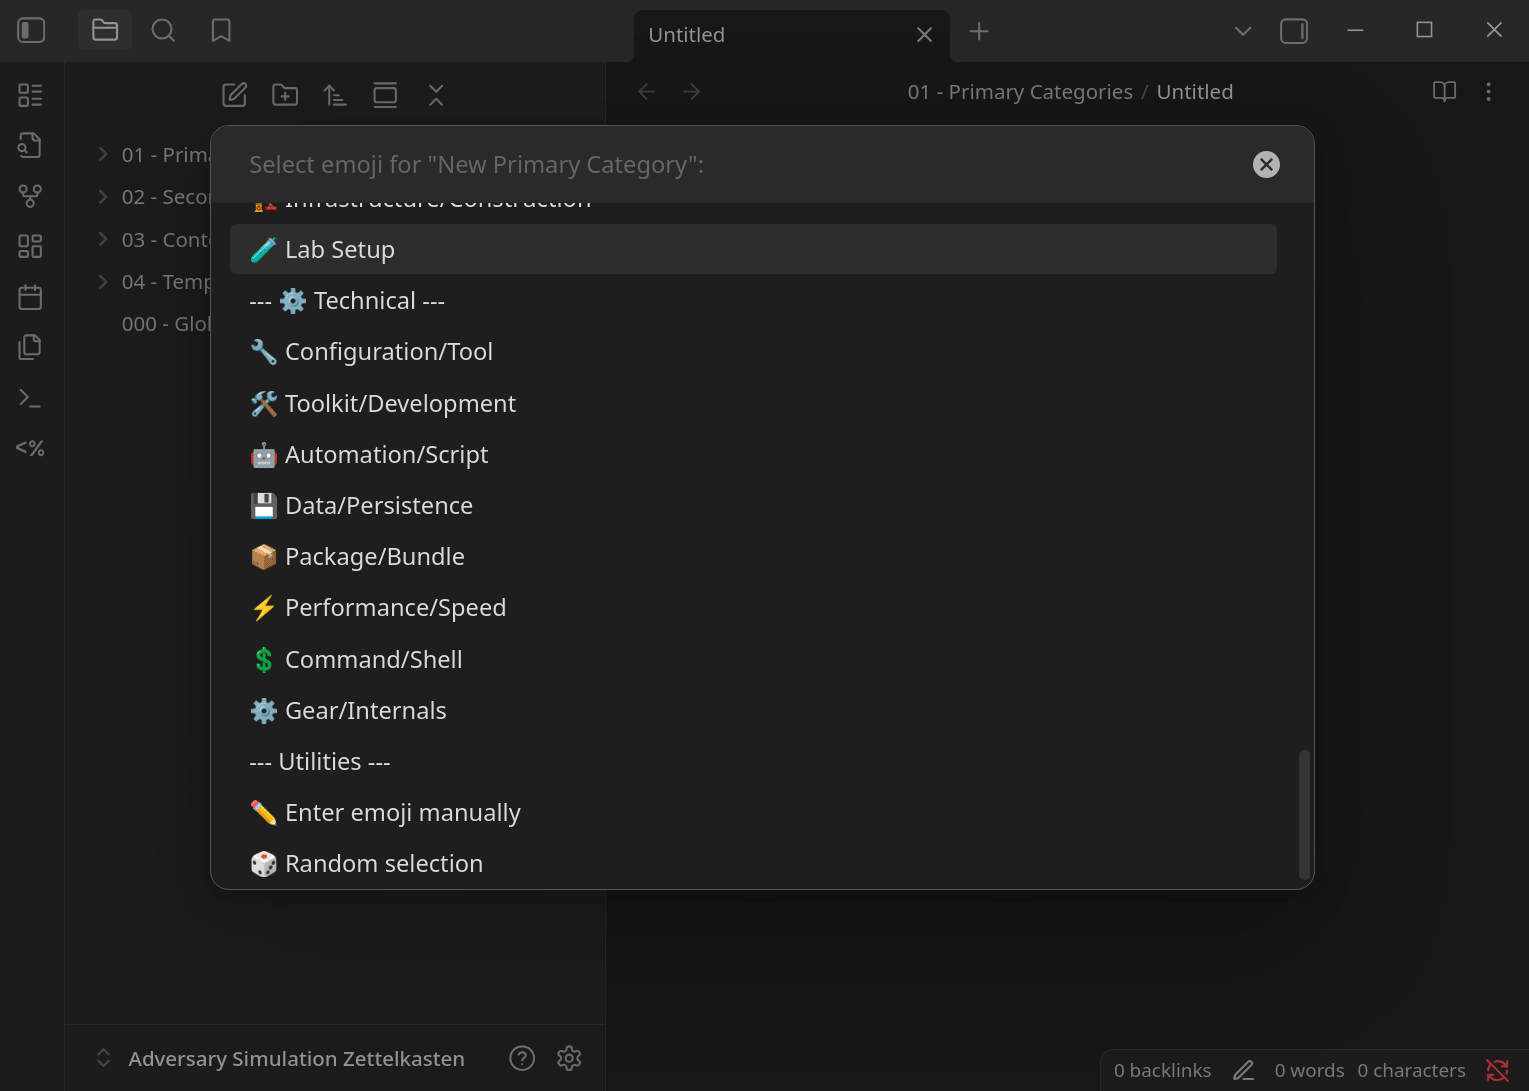 Untitled
01 - Primary Categories / Untitled
01 - Prim
02 - Seco
03 - Cont
04 - Temp
000 - Glo
Select emoji for "New Primary Category":
🏗️ Infrastructure/Construction
🧪 Lab Setup
--- ⚙️ Technical ---
🔧 Configuration/Tool
🛠️ Toolkit/Development
🤖 Automation/Script
💾 Data/Persistence
📦 Package/Bundle
⚡ Performance/Speed
💲 Command/Shell
⚙️ Gear/Internals
--- Utilities ---
✏️ Enter emoji manually
🎲 Random selection
<%
Adversary Simulation Zettelkasten
0 backlinks 0 words 0 characters